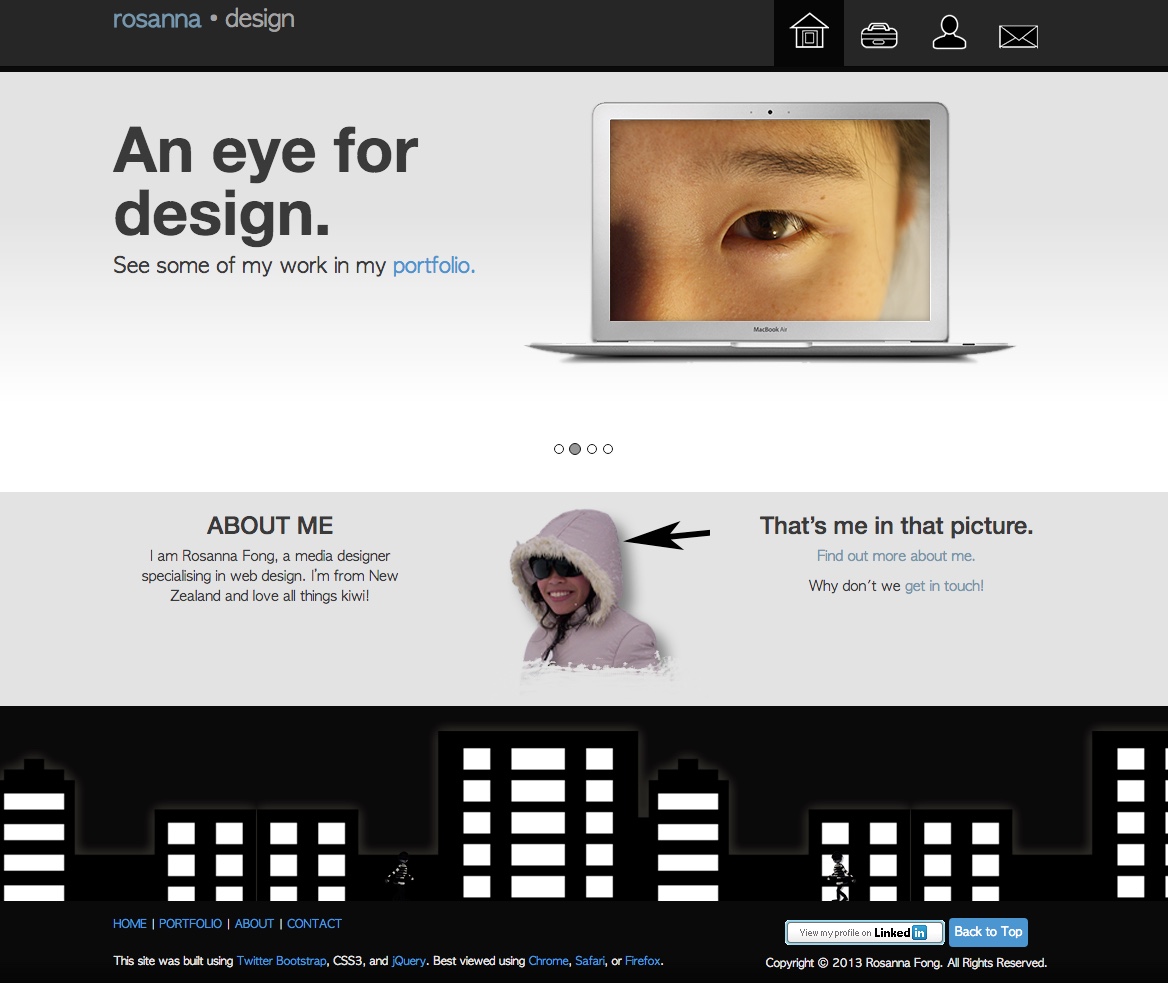 rosanna • design
An eye for
design.
See some of my work in my portfolio.
MacBook Air
ABOUT ME
I am Rosanna Fong, a media designer
specialising in web design. I'm from New
Zealand and love all things kiwi!
That's me in that picture.
Find out more about me.
Why don't we get in touch!
HOME | PORTFOLIO | ABOUT | CONTACT
View my profile on Linked in
Back to Top
This site was built using Twitter Bootstrap, CSS3, and jQuery. Best viewed using Chrome, Safari, or Firefox.
Copyright © 2013 Rosanna Fong. All Rights Reserved.